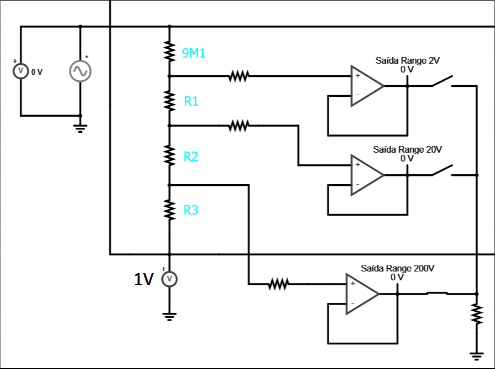 Saída Range 2V
0 V
9M1
+
V
0 V
+
+
-
R1
Saída Range 20V
0 V
R2
+
-
R3
Saída Range 200V
0 V
1V
V
+
-